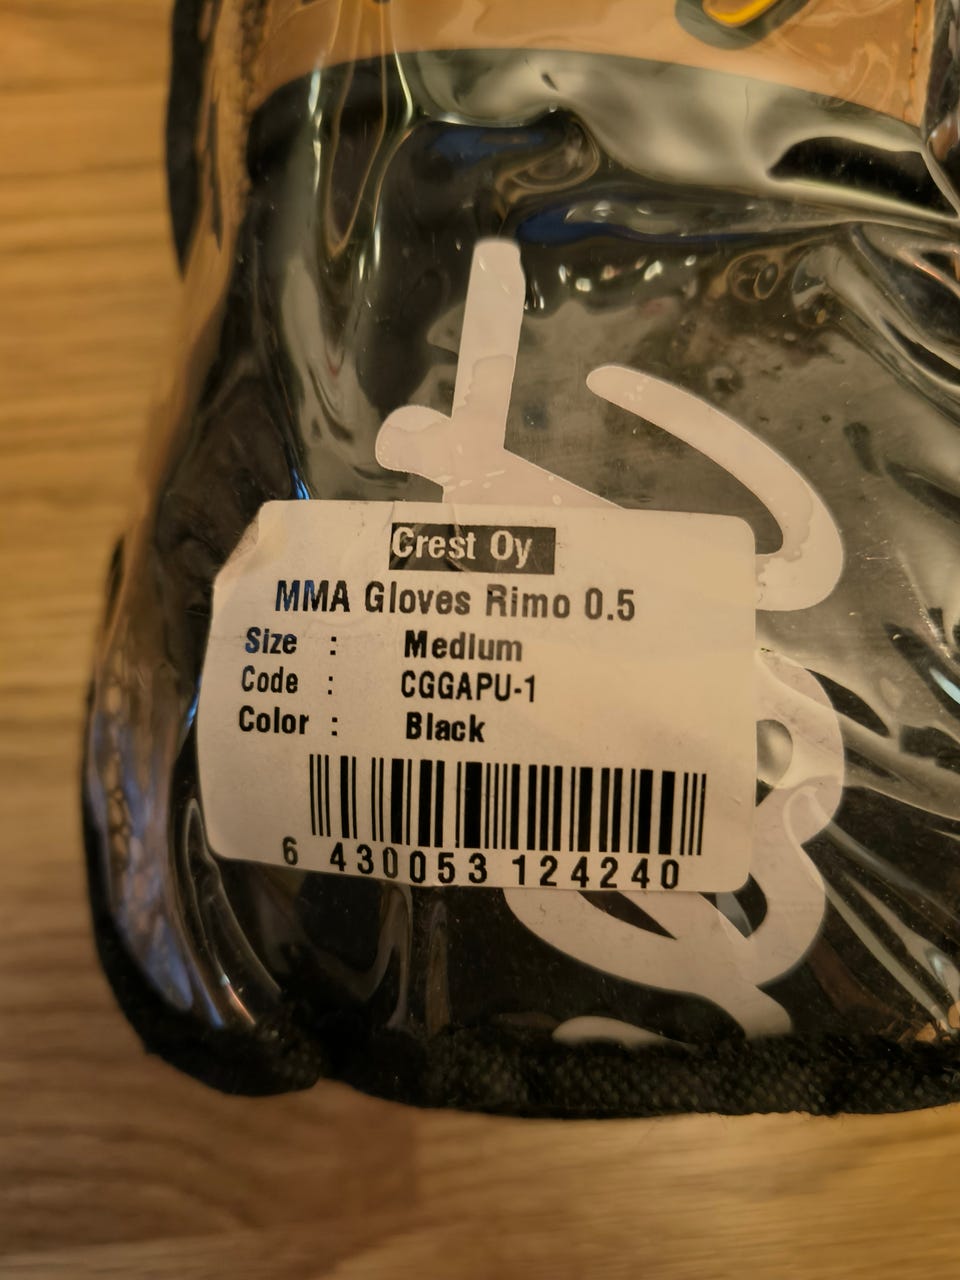 Crest Oy
MMA Gloves Rimo 0.5
Size : Medium
Code : CGGAPU-1
Color : Black
6 430053 124240